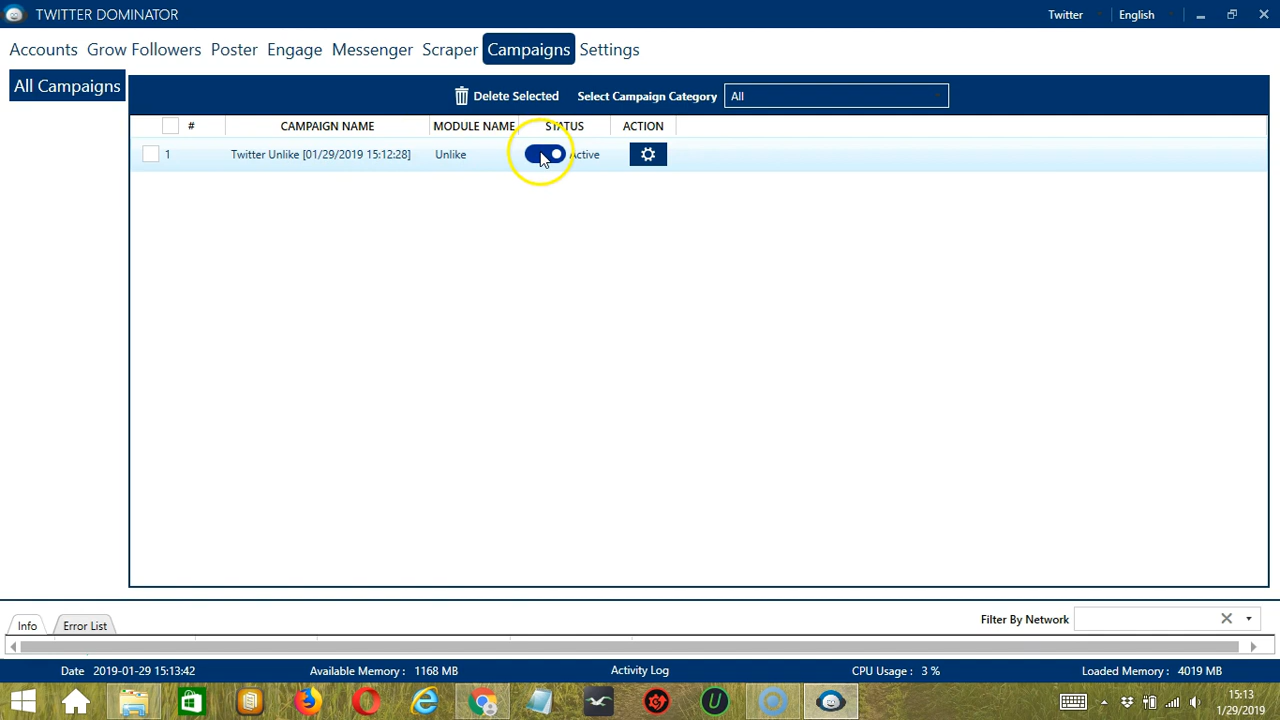 TWITTER DOMINATOR
Twitter
English
Accounts Grow Followers Poster Engage Messenger Scraper Campaigns Settings
All Campaigns
Delete Selected Select Campaign Category All
# CAMPAIGN NAME MODULE NAME STATUS ACTION
1 Twitter Unlike [01/29/2019 15:12:28] Unlike Active
Info Error List Filter By Network
Date 2019-01-29 15:13:42 Available Memory : 1168 MB Activity Log CPU Usage : 3 % Loaded Memory : 4019 MB
15:13
1/29/2019